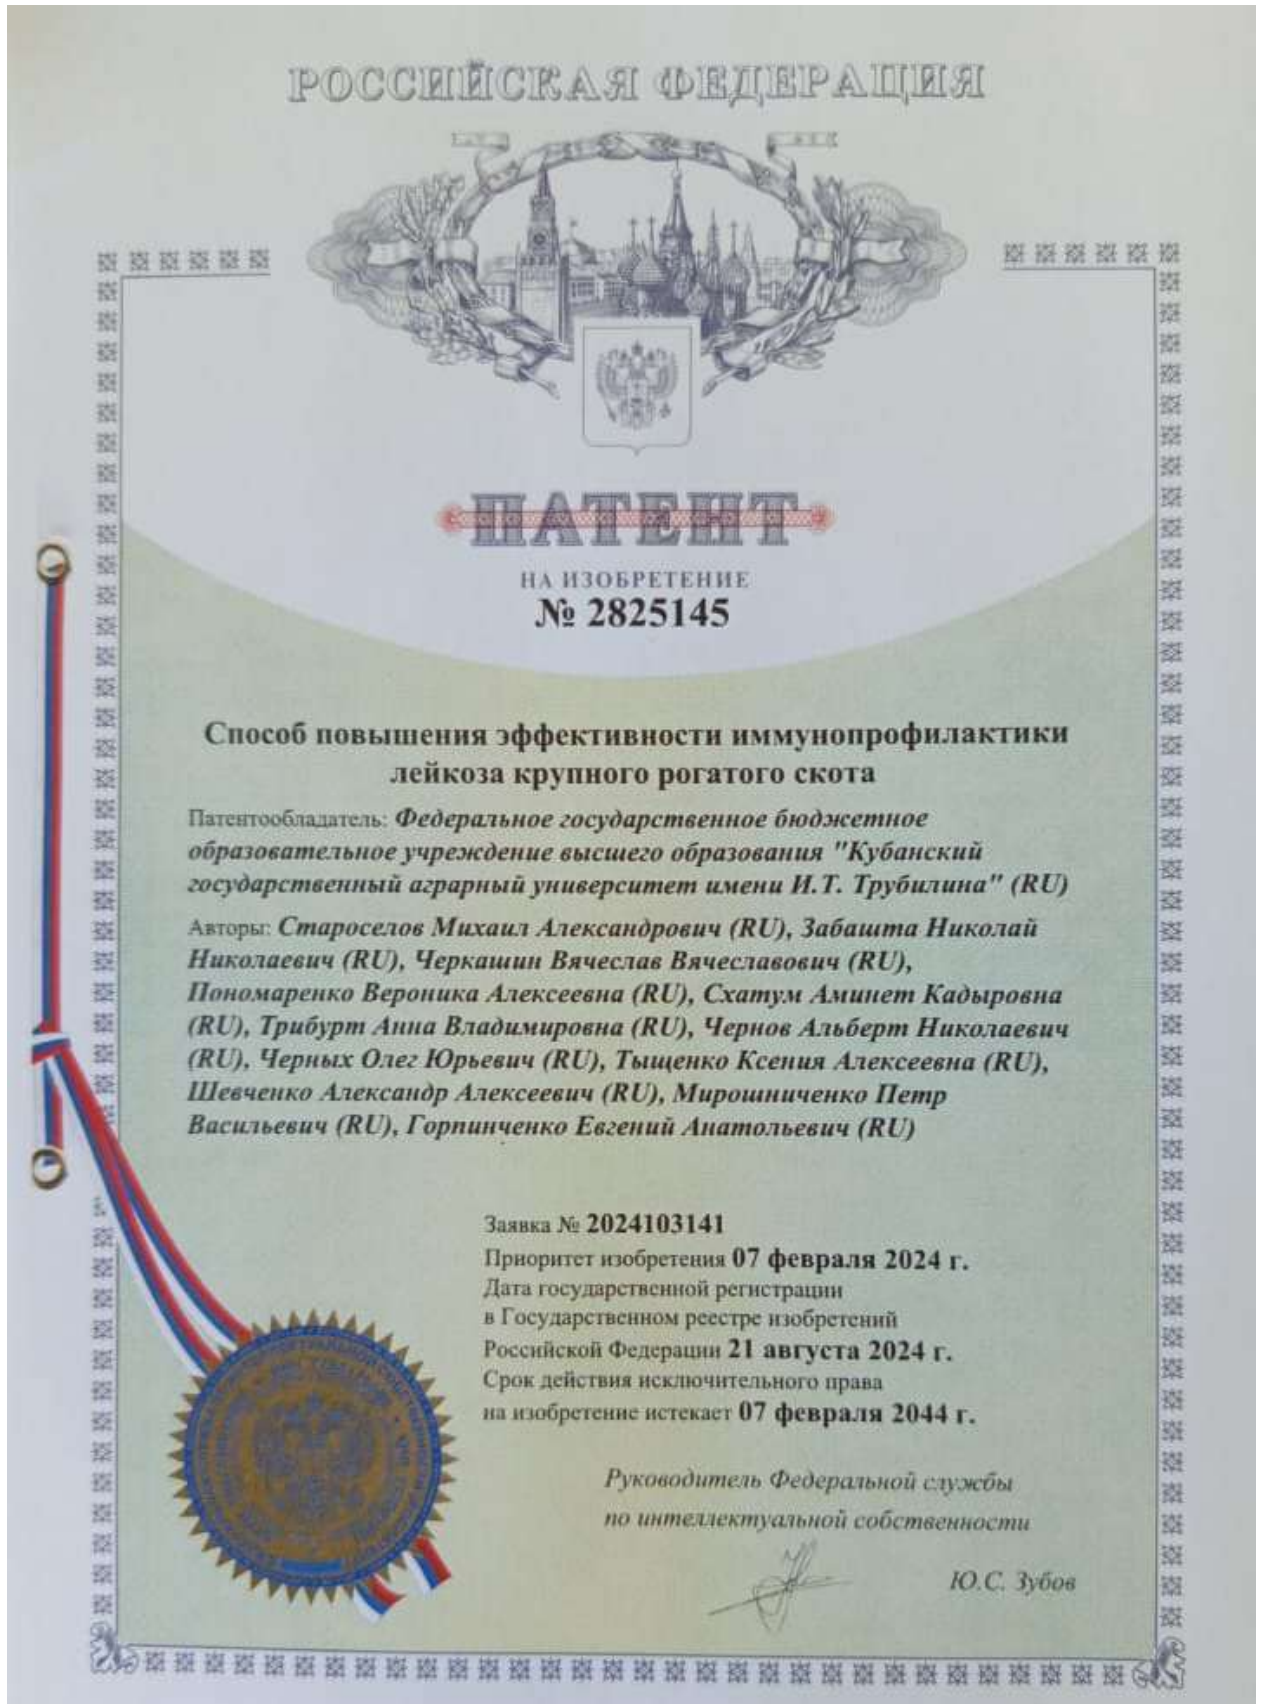 РОССИЙСКАЯ ФЕДЕРАЦИЯ
ПАТЕНТ
НА ИЗОБРЕТЕНИЕ
№ 2825145
Способ повышения эффективности иммунопрофилактики
лейкоза крупного рогатого скота
Патентообладатель: Федеральное государственное бюджетное
образовательное учреждение высшего образования "Кубанский
государственный аграрный университет имени И.Т. Трубилина" (RU)
Авторы: Староселов Михаил Александрович (RU), Забашта Николай
Николаевич (RU), Черкашин Вячеслав Вячеславович (RU),
Пономаренко Вероника Алексеевна (RU), Схатум Аминет Кадыровна
(RU), Трибурт Анна Владимировна (RU), Чернов Альберт Николаевич
(RU), Черных Олег Юрьевич (RU), Тыщенко Ксения Алексеевна (RU),
Шевченко Александр Алексеевич (RU), Мирошниченко Петр
Васильевич (RU), Горпинченко Евгений Анатольевич (RU)
Заявка № 2024103141
Приоритет изобретения 07 февраля 2024 г.
Дата государственной регистрации
в Государственном реестре изобретений
Российской Федерации 21 августа 2024 г.
Срок действия исключительного права
на изобретение истекает 07 февраля 2044 г.
Руководитель Федеральной службы
по интеллектуальной собственности
Ю.С. Зубов